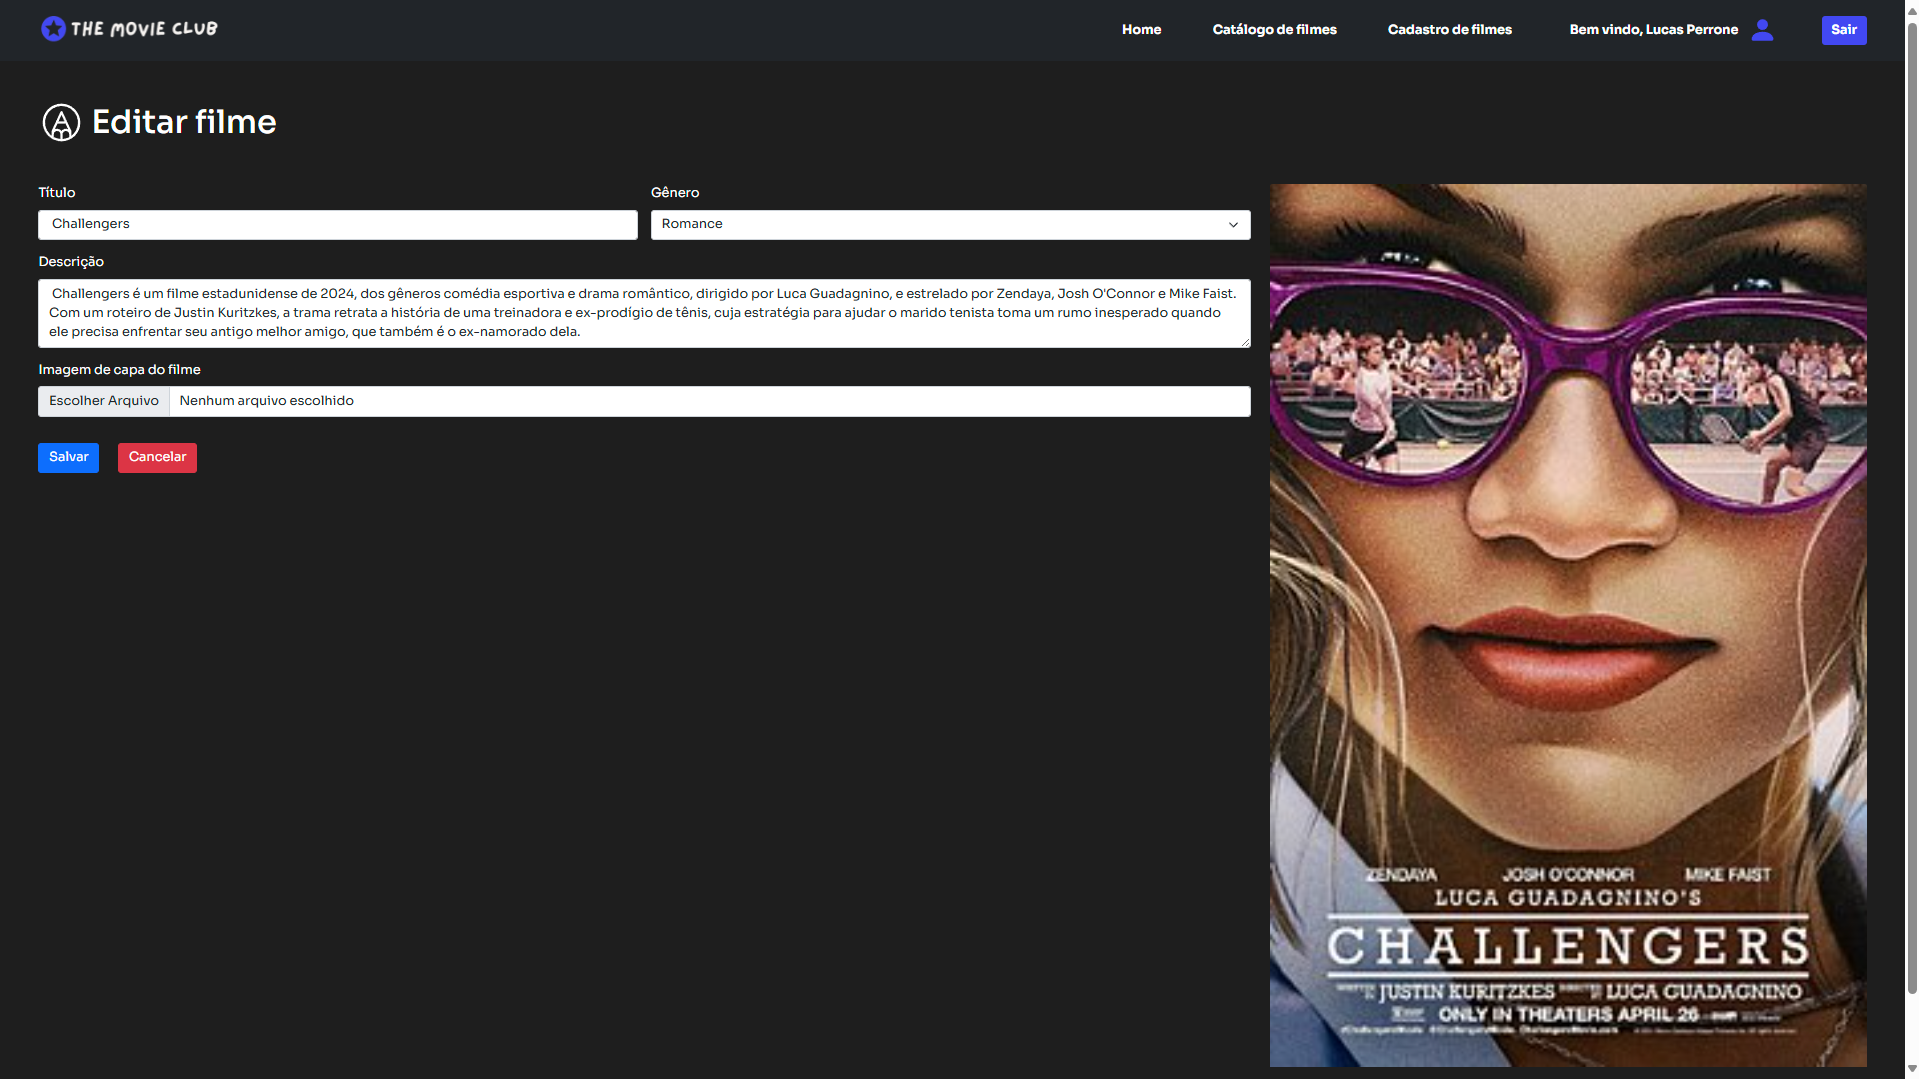 THE MOVIE CLUB
Home
Catálogo de filmes
Cadastro de filmes
Bem vindo, Lucas Perrone
Sair
Editar filme
Título
Gênero
Challengers
Romance
Descrição
Challengers é um filme estadunidense de 2024, dos gêneros comédia esportiva e drama romântico, dirigido por Luca Guadagnino, e estrelado por Zendaya, Josh O'Connor e Mike Faist.
Com um roteiro de Justin Kuritzkes, a trama retrata a história de uma treinadora e ex-prodígio de tênis, cuja estratégia para ajudar o marido tenista toma um rumo inesperado quando
ele precisa enfrentar seu antigo melhor amigo, que também é o ex-namorado dela.
Imagem de capa do filme
Escolher Arquivo
Nenhum arquivo escolhido
Salvar
Cancelar
ZENDAYA JOSH O'CONNOR MIKE FAIST
LUCA GUADAGNINO'S
CHALLENGERS
JUSTIN KURITZKES LUCA GUADAGNINO
ONLY IN THEATERS APRIL 26